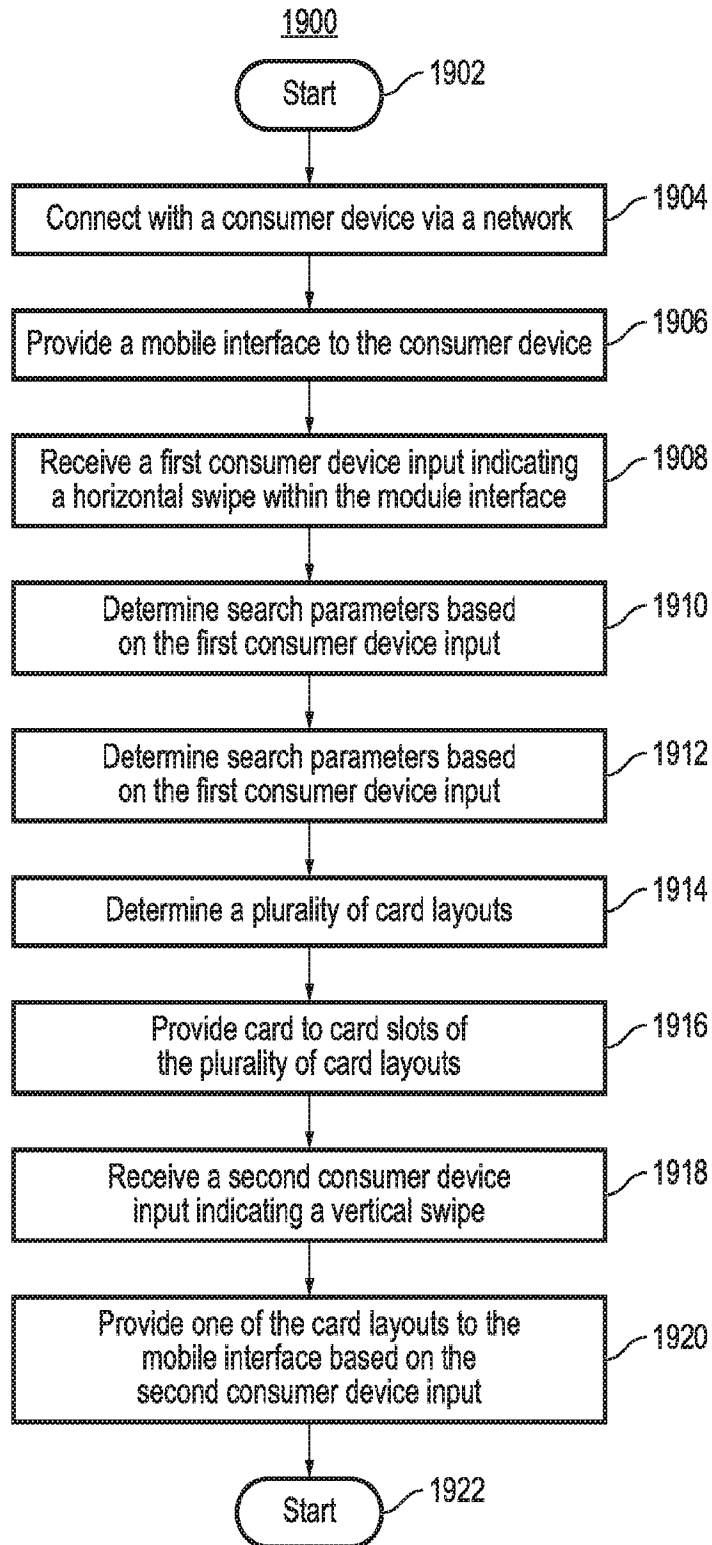 1900
Start
1902
Connect with a consumer device via a network
1904
Provide a mobile interface to the consumer device
1906
Receive a first consumer device input indicating
a horizontal swipe within the module interface
1908
Determine search parameters based
on the first consumer device input
1910
Determine search parameters based
on the first consumer device input
1912
Determine a plurality of card layouts
1914
Provide card to card slots of
the plurality of card layouts
1916
Receive a second consumer device
input indicating a vertical swipe
1918
Provide one of the card layouts to the
mobile interface based on the
second consumer device input
1920
Start
1922